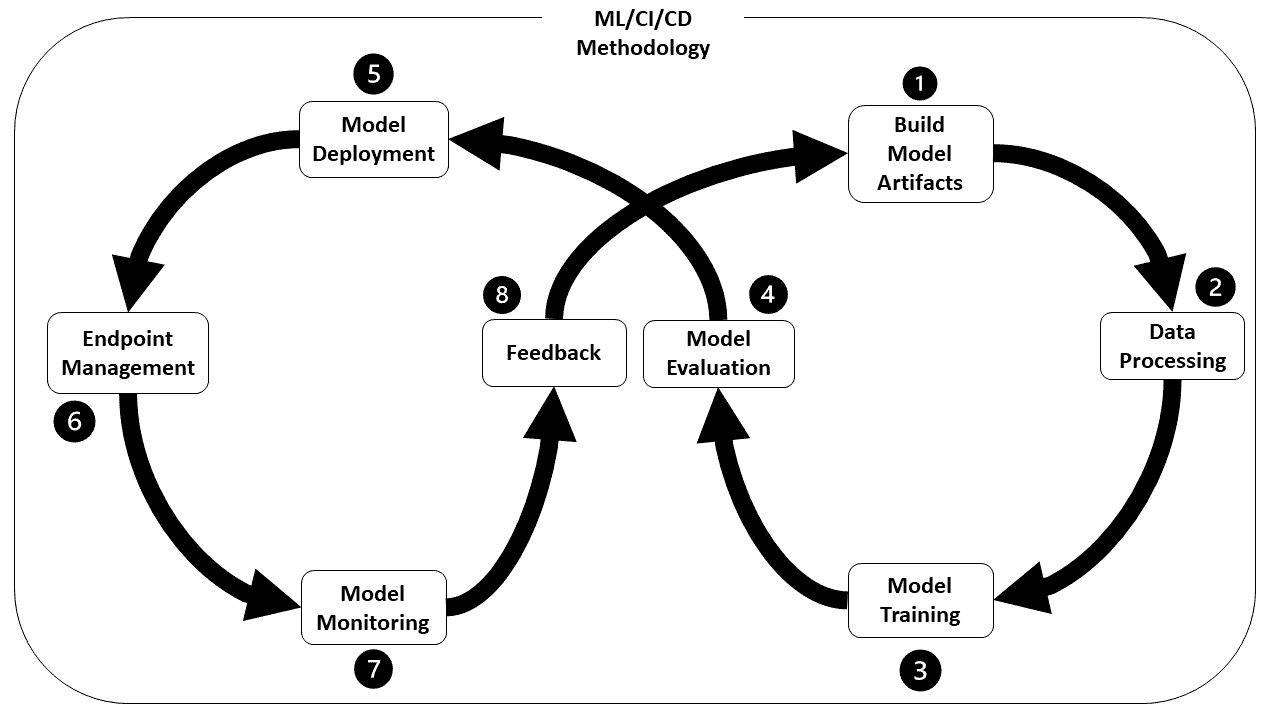 ML/CI/CD
Methodology
5
Model
Deployment
1
Build
Model
Artifacts
6
Endpoint
Management
8
Feedback
4
Model
Evaluation
2
Data
Processing
7
Model
Monitoring
3
Model
Training